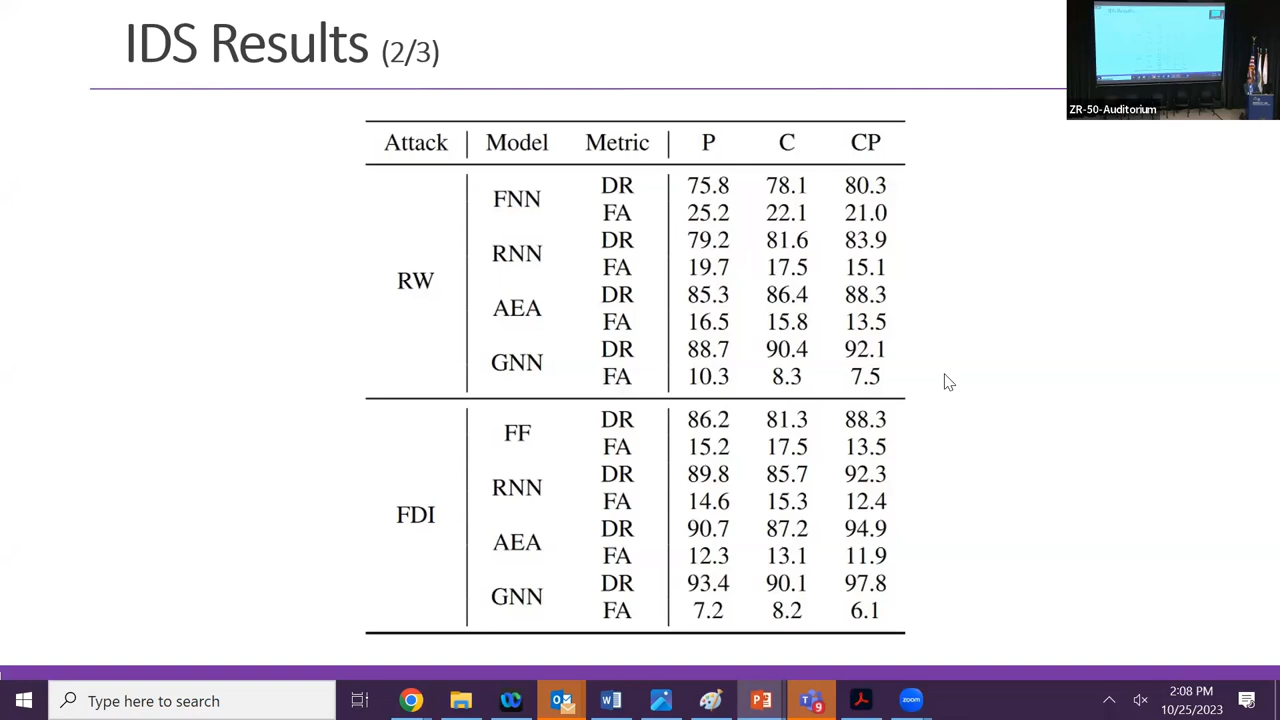 IDS Results (2/3)
ZR-50-Auditorium
Attack Model Metric P C CP
RW
FNN
DR 75.8 78.1 80.3
FA 25.2 22.1 21.0
RNN
DR 79.2 81.6 83.9
FA 19.7 17.5 15.1
AEA
DR 85.3 86.4 88.3
FA 16.5 15.8 13.5
GNN
DR 88.7 90.4 92.1
FA 10.3 8.3 7.5
FDI
FF
DR 86.2 81.3 88.3
FA 15.2 17.5 13.5
RNN
DR 89.8 85.7 92.3
FA 14.6 15.3 12.4
AEA
DR 90.7 87.2 94.9
FA 12.3 13.1 11.9
GNN
DR 93.4 90.1 97.8
FA 7.2 8.2 6.1
Type here to search
9
zoom
2:08 PM
10/25/2023